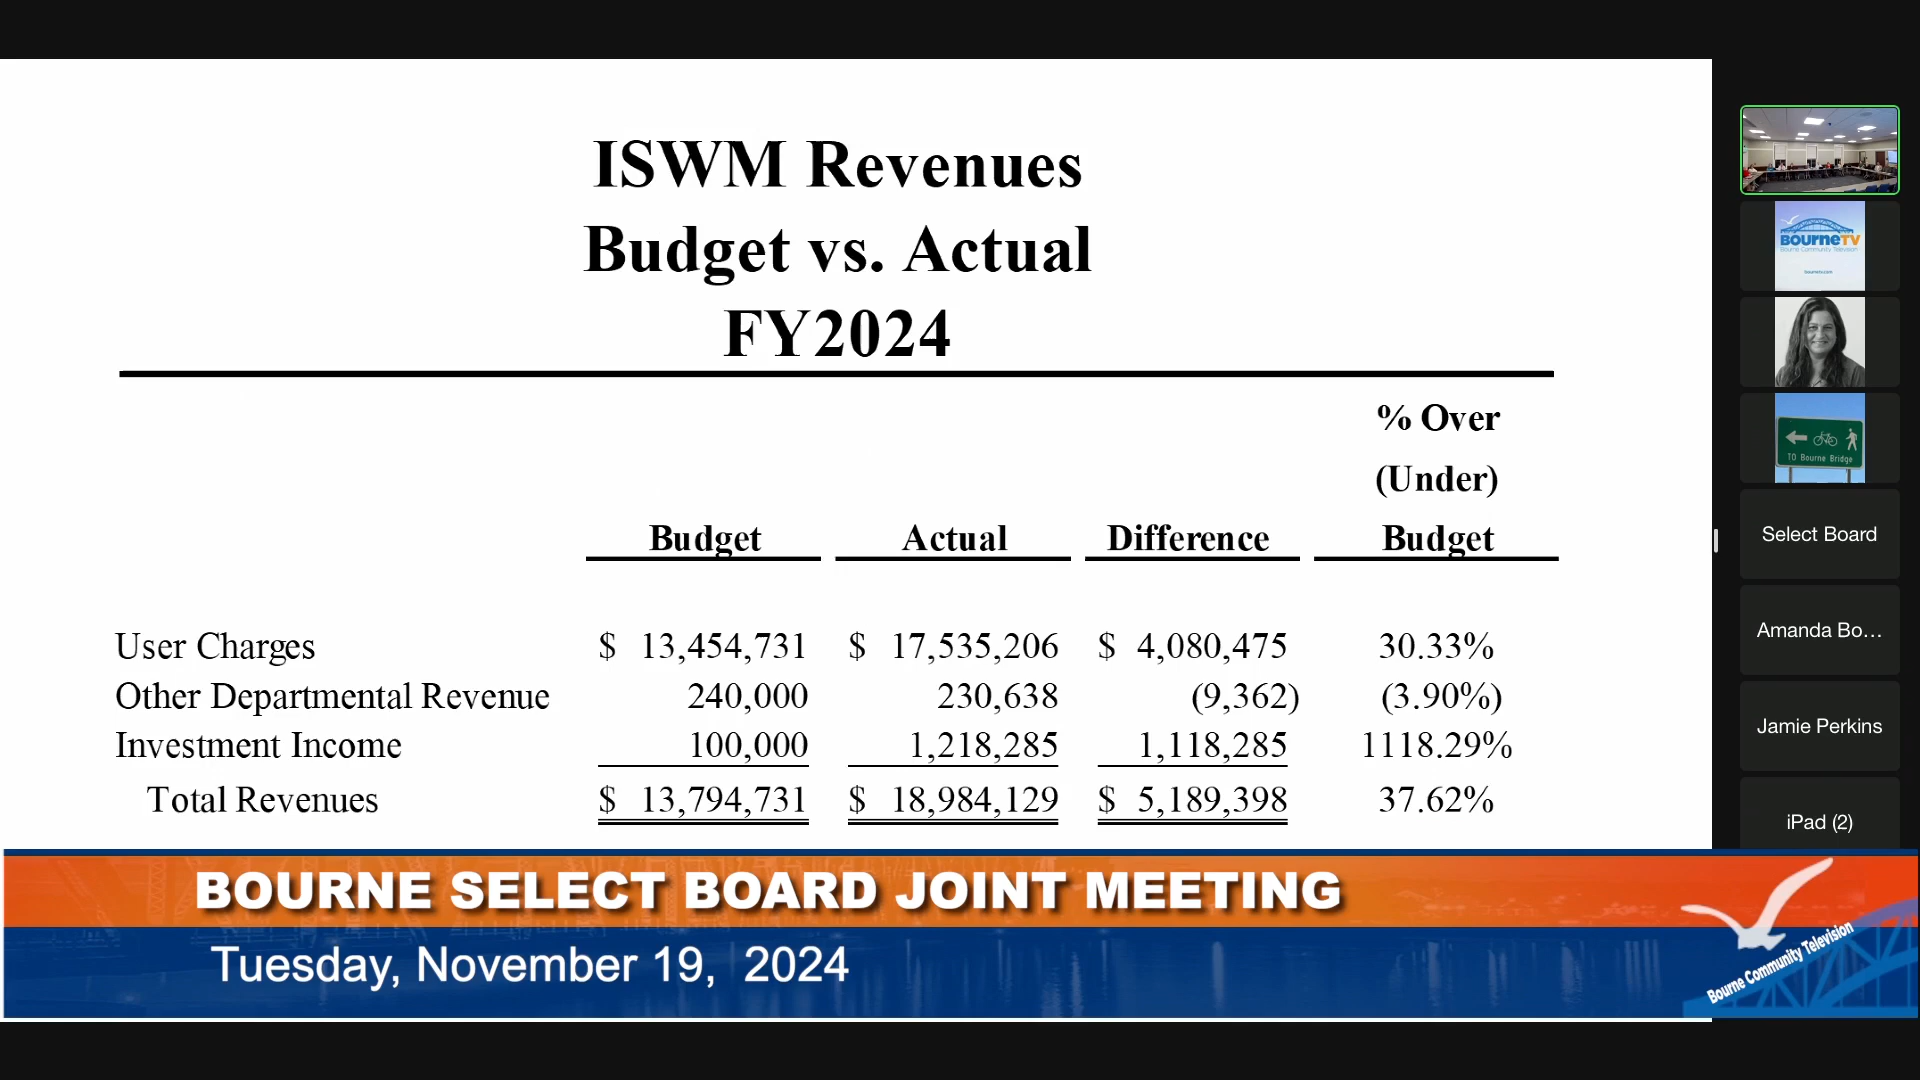 ISWM Revenues
Budget vs. Actual
FY2024
% Over
(Under)
Budget Actual Difference Budget
User Charges $ 13,454,731 $ 17,535,206 $ 4,080,475 30.33%
Other Departmental Revenue 240,000 230,638 (9,362) (3.90%)
Investment Income 100,000 1,218,285 1,118,285 1118.29%
Total Revenues $ 13,794,731 $ 18,984,129 $ 5,189,398 37.62%
BOURNE SELECT BOARD JOINT MEETING
Tuesday, November 19, 2024
Bourne Community Television
BOURNETV
Bourne Community Television
TO Bourne Bridge
Select Board
Amanda Bo...
Jamie Perkins
iPad (2)